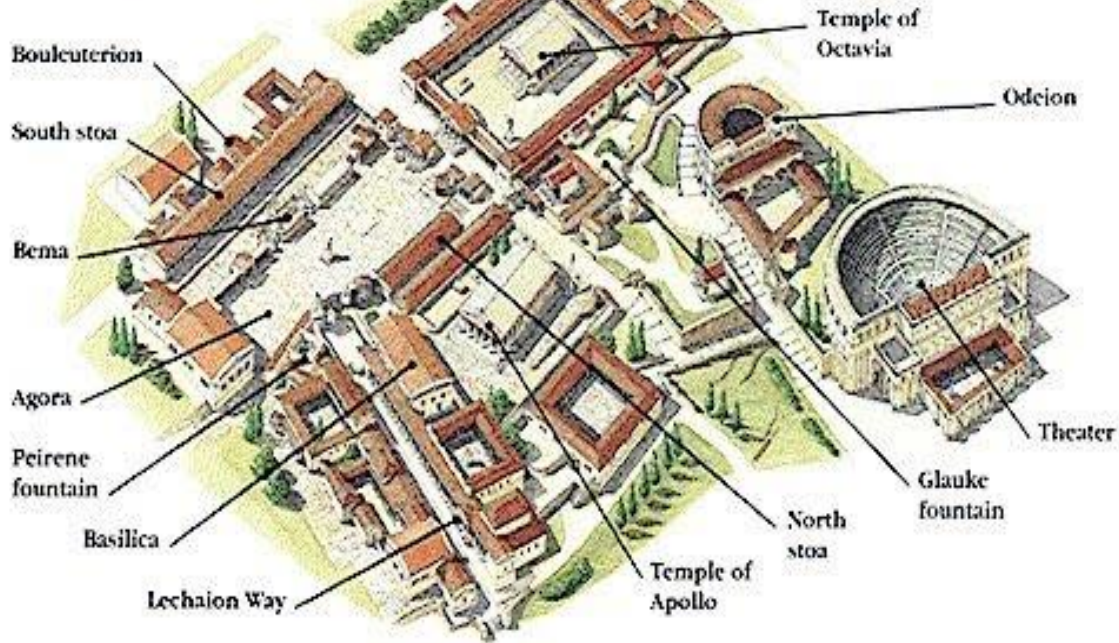 Temple of
Octavia
Bouleuterion
Odeion
South stoa
Bema
Agora
Theater
Peirene
fountain
Glauke
fountain
Basilica
North
stoa
Temple of
Apollo
Lechaion Way